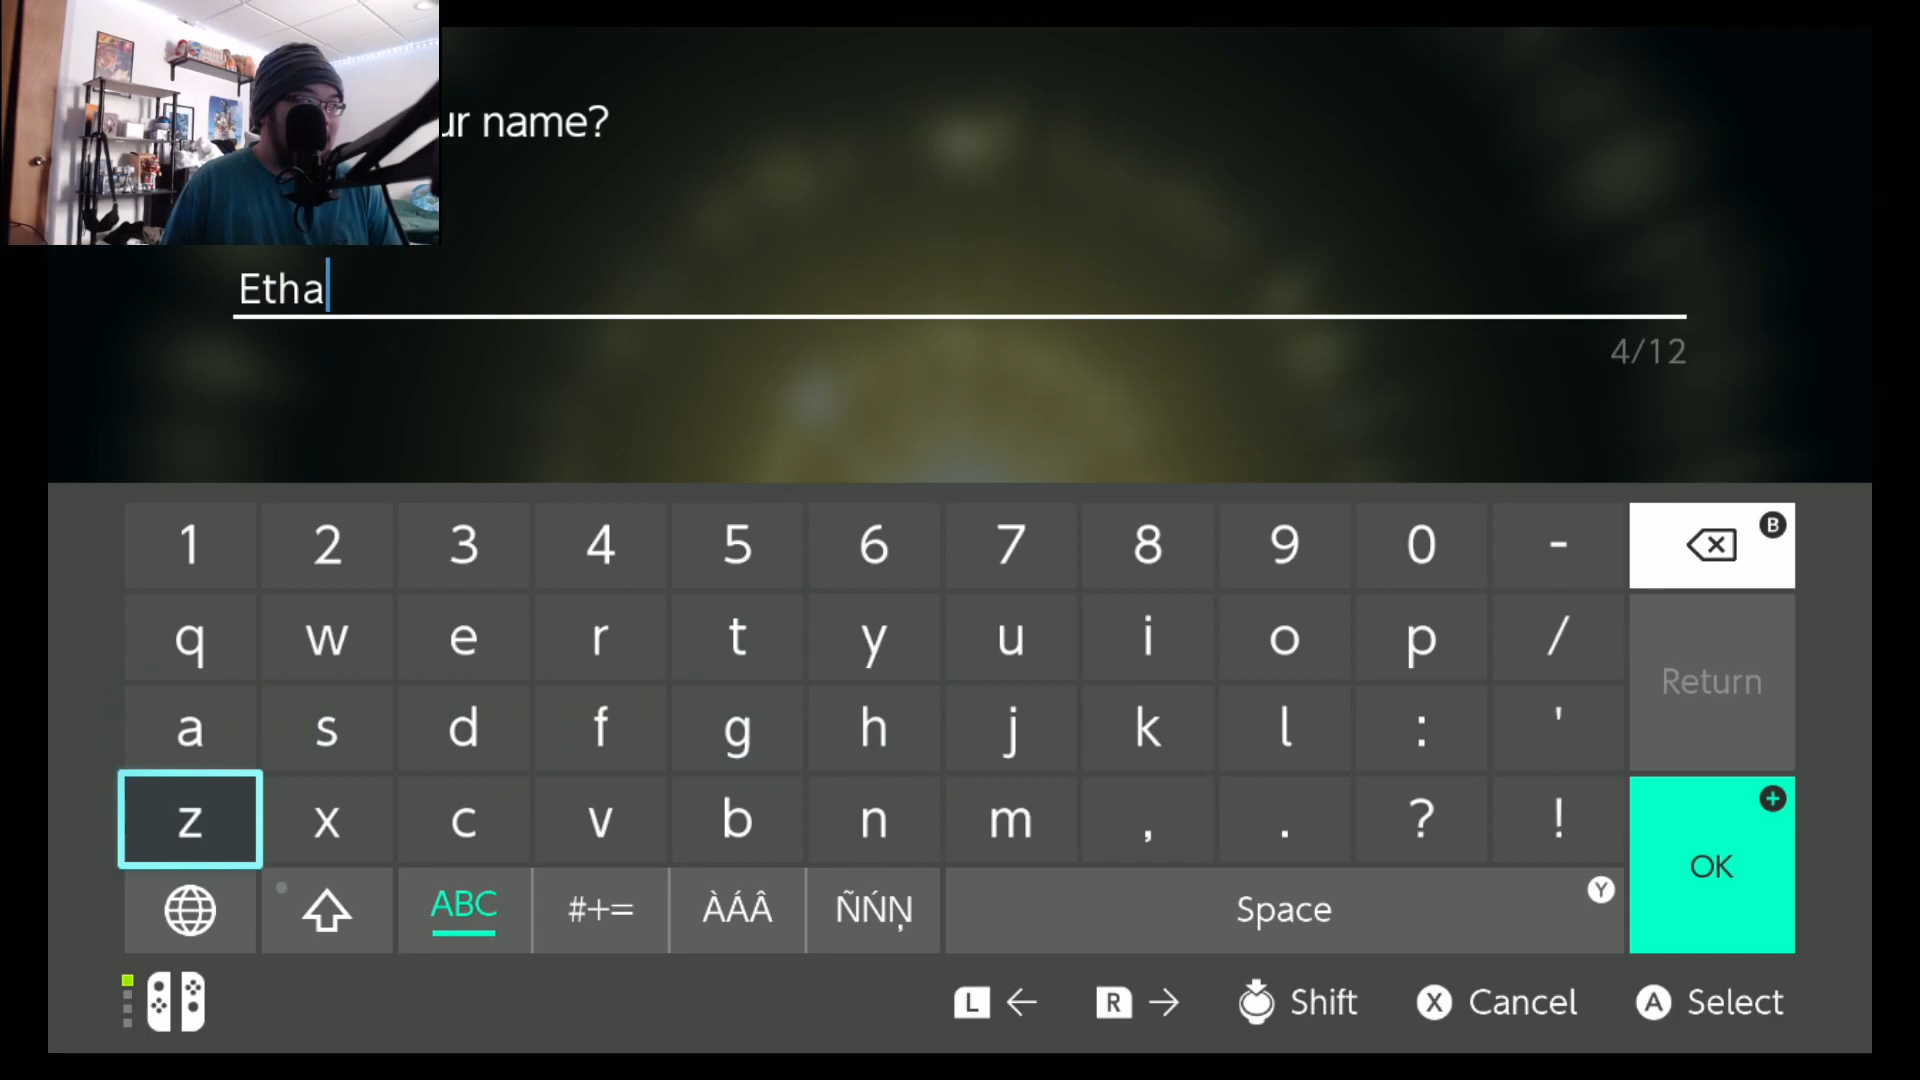 ur name?
Etha
4/12
1 2 3 4 5 6 7 8 9 0 - B
q w e r t y u i o p /
Return
a s d f g h j k l : '
z x c v b n m , . ? ! +
OK
ABC #+= ÀÁÂ ÑŃŅ Space Y
L ← R → Shift X Cancel A Select